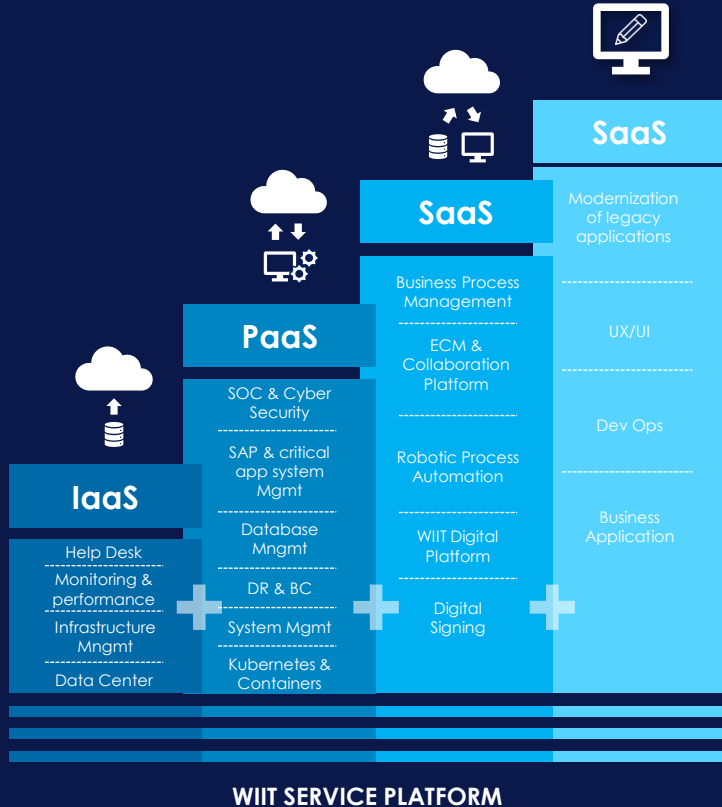 IaaS
Help Desk
Monitoring &
performance
Infrastructure
Mngmt
Data Center
PaaS
SOC & Cyber
Security
SAP & critical
app system
Mgmt
Database
Mngmt
DR & BC
System Mgmt
Kubernetes &
Containers
SaaS
Business Process
Management
ECM &
Collaboration
Platform
Robotic Process
Automation
WIIT Digital
Platform
Digital
Signing
SaaS
Modernization
of legacy
applications
UX/UI
Dev Ops
Business
Application
WIIT SERVICE PLATFORM